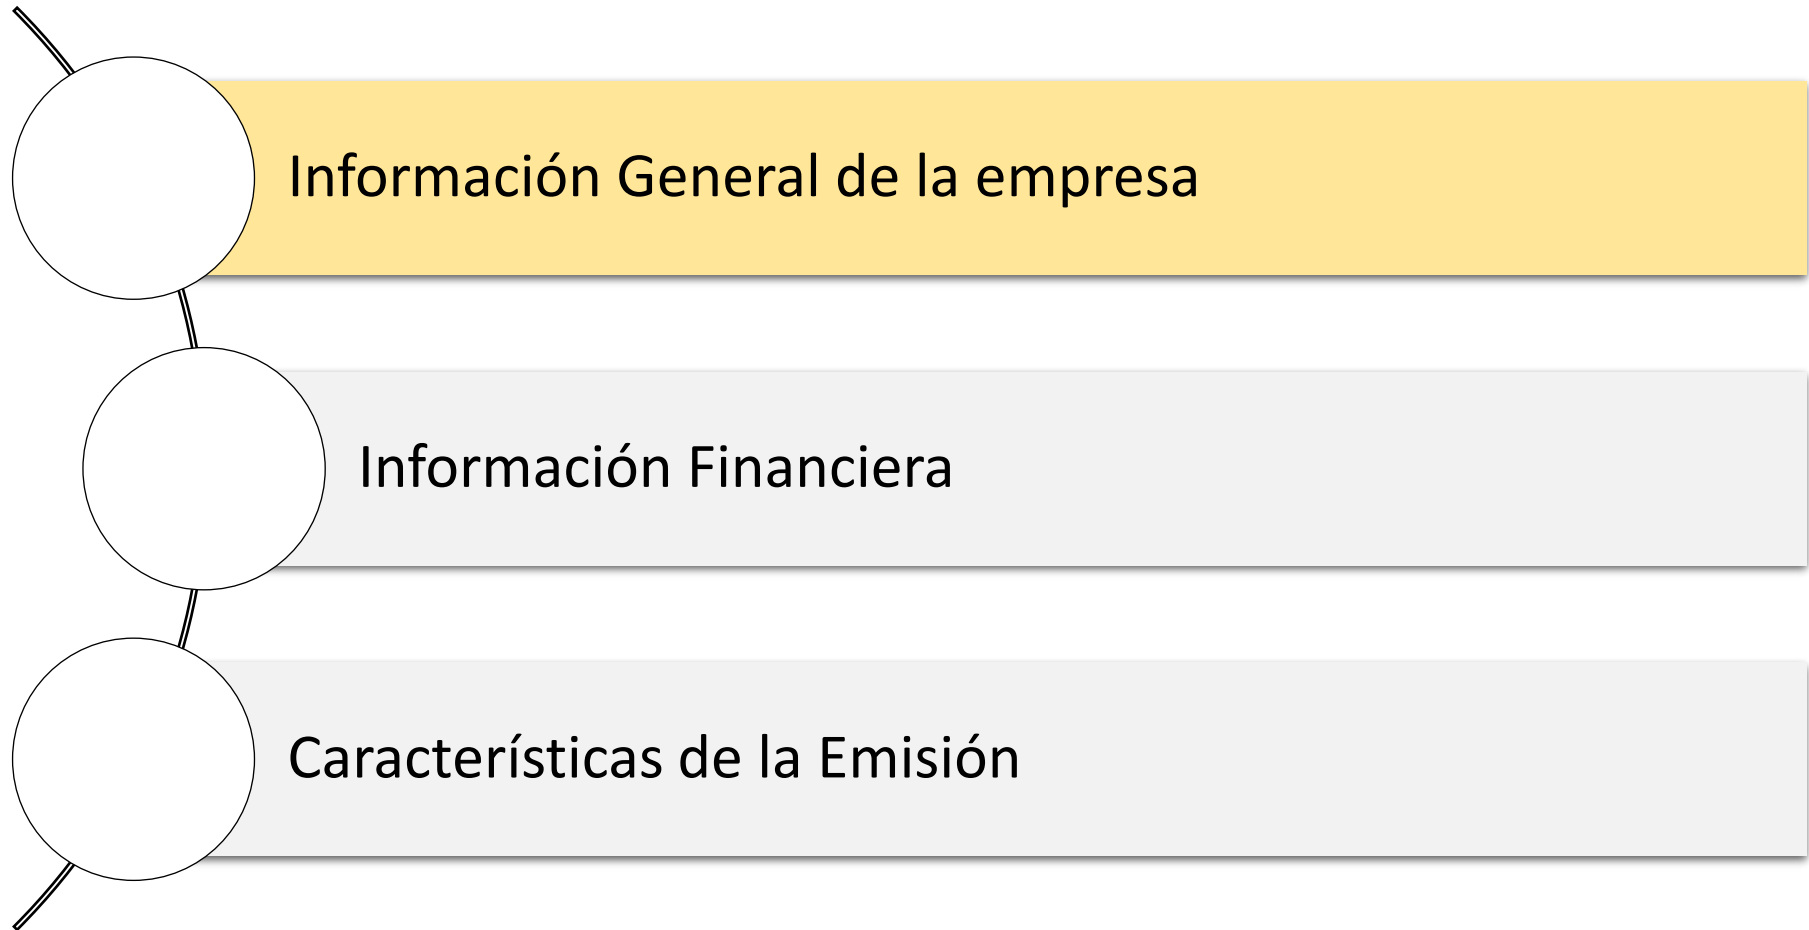 Información General de la empresa
Información Financiera
Características de la Emisión